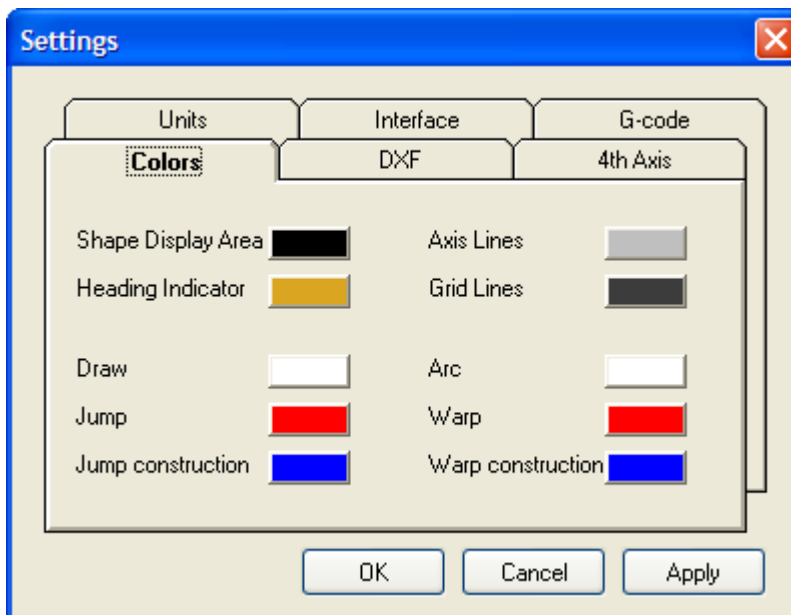 Settings
Units Interface G-code
Colors DXF 4th Axis
Shape Display Area Axis Lines
Heading Indicator Grid Lines
Draw Arc
Jump Warp
Jump construction Warp construction
OK Cancel Apply